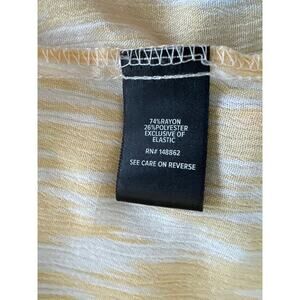 74%RAYON
26%POLYESTER
EXCLUSIVE OF
ELASTIC
RN# 148862
SEE CARE ON REVERSE